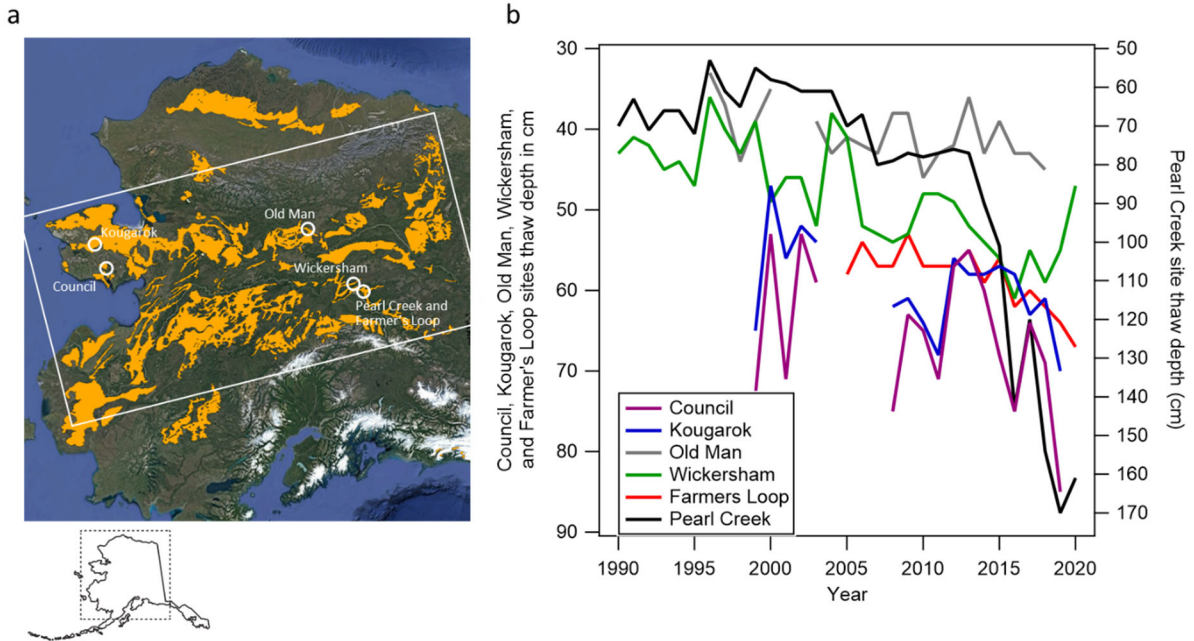 a
Kougarok
Council
Old Man
Wickersham
Pearl Creek and
Farmer's Loop
b
Council, Kougarok, Old Man, Wickersham,
and Farmer's Loop sites thaw depth in cm
30
40
50
60
70
80
90
Council
Kougarok
Old Man
Wickersham
Farmers Loop
Pearl Creek
1990
1995
2000
2005
2010
2015
2020
Year
50
60
70
80
90
100
110
120
130
140
150
160
170
Pearl Creek site thaw depth (cm)